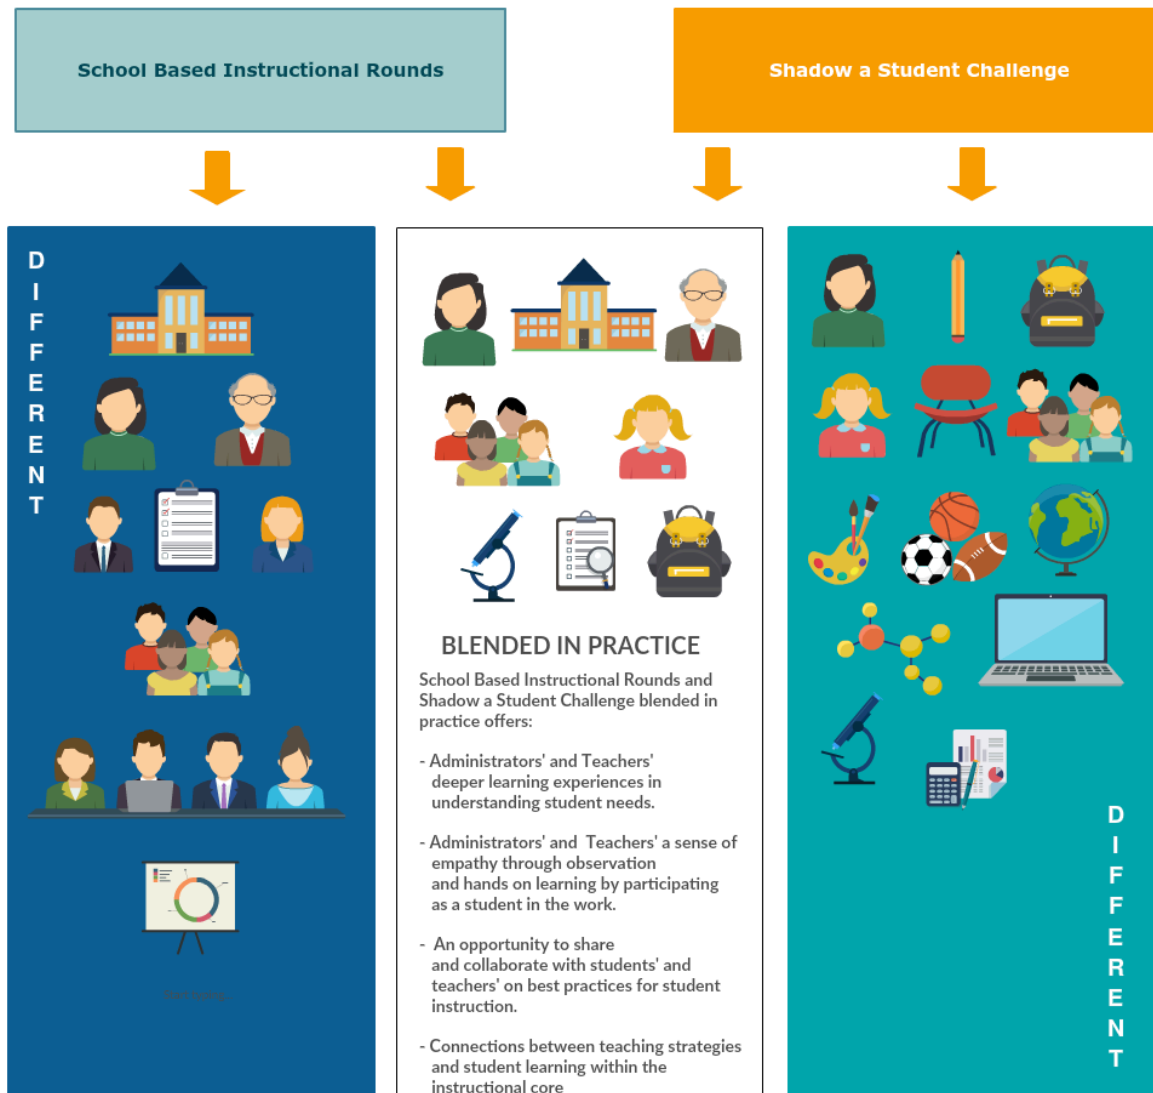 School Based Instructional Rounds
Shadow a Student Challenge
DIFFERENT
BLENDED IN PRACTICE
School Based Instructional Rounds and
Shadow a Student Challenge blended in
practice offers:
- Administrators' and Teachers'
deeper learning experiences in
understanding student needs.
- Administrators' and  Teachers' a sense of
empathy through observation
and hands on learning by participating
as a student in the work.
-  An opportunity to share
and collaborate with students' and
teachers' on best practices for student
instruction.
- Connections between teaching strategies
and student learning within the
instructional core
DIFFERENT